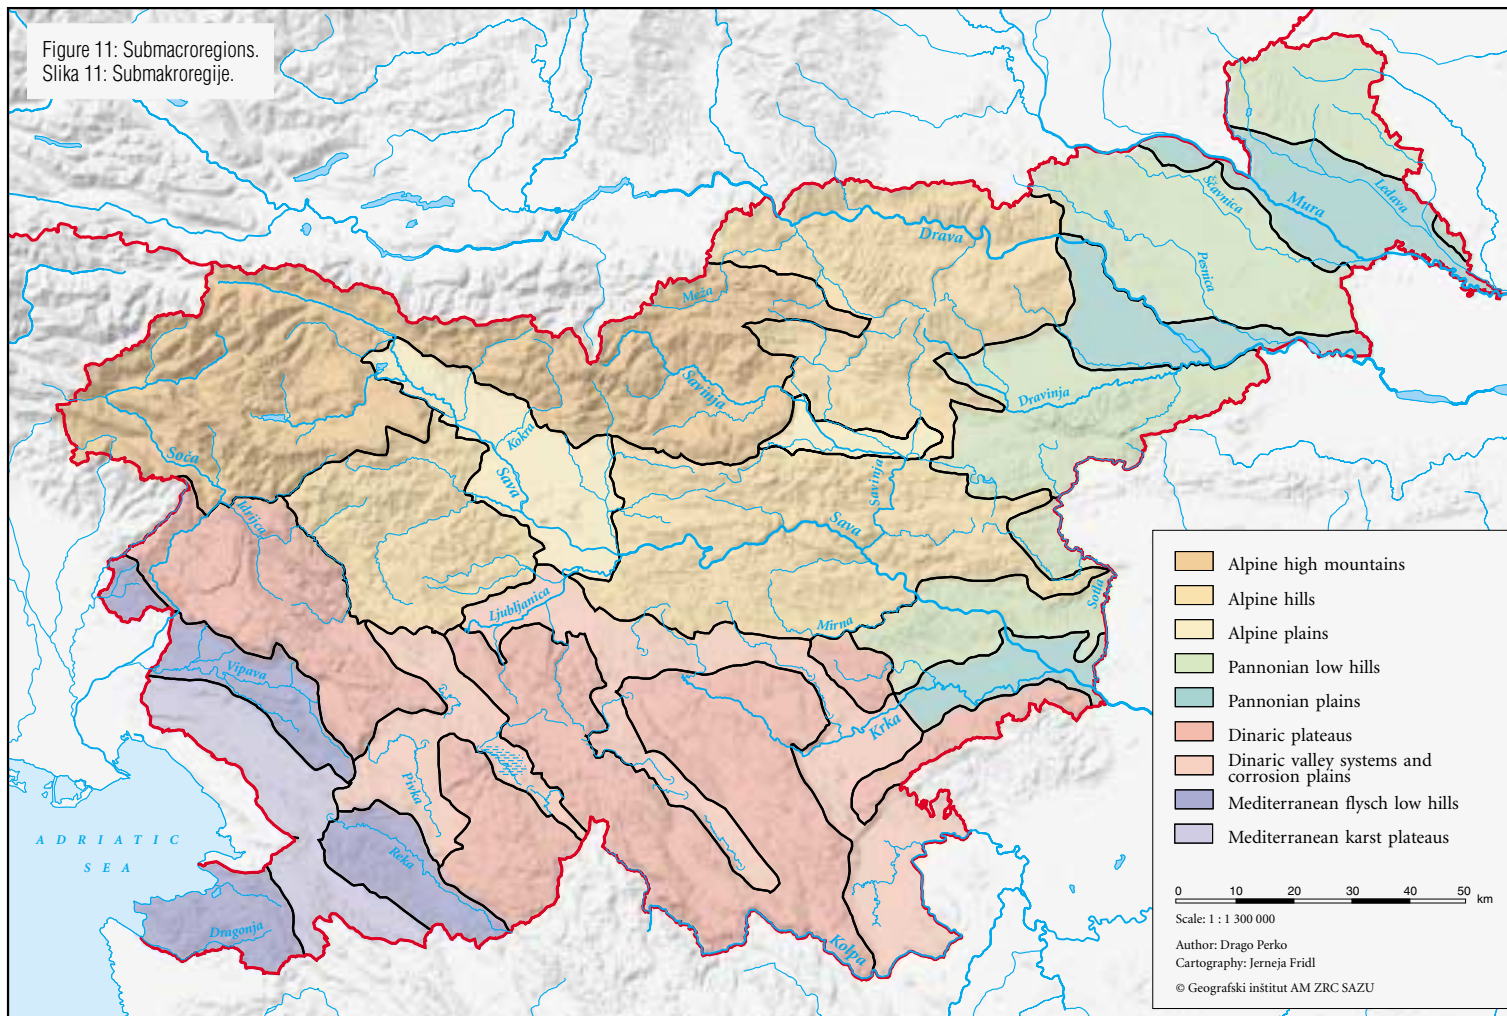 Figure 11: Submacroregions.
Slika 11: Submakroregije.
Ščavnica
Mura
Ledava
Drava
Pesnica
Meža
Savinja
Dravinja
Kokra
Soča
Sava
Savinja
Idrijca
Sava
Ljubljanica
Mirna
Sotla
Vipava
Krka
Pivka
Reka
ADRIATIC
SEA
Dragonja
Kolpa
Alpine high mountains
Alpine hills
Alpine plains
Pannonian low hills
Pannonian plains
Dinaric plateaus
Dinaric valley systems and
corrosion plains
Mediterranean flysch low hills
Mediterranean karst plateaus
0 10 20 30 40 50 km
Scale: 1 : 1 300 000
Author: Drago Perko
Cartography: Jerneja Fridl
© Geografski inštitut AM ZRC SAZU